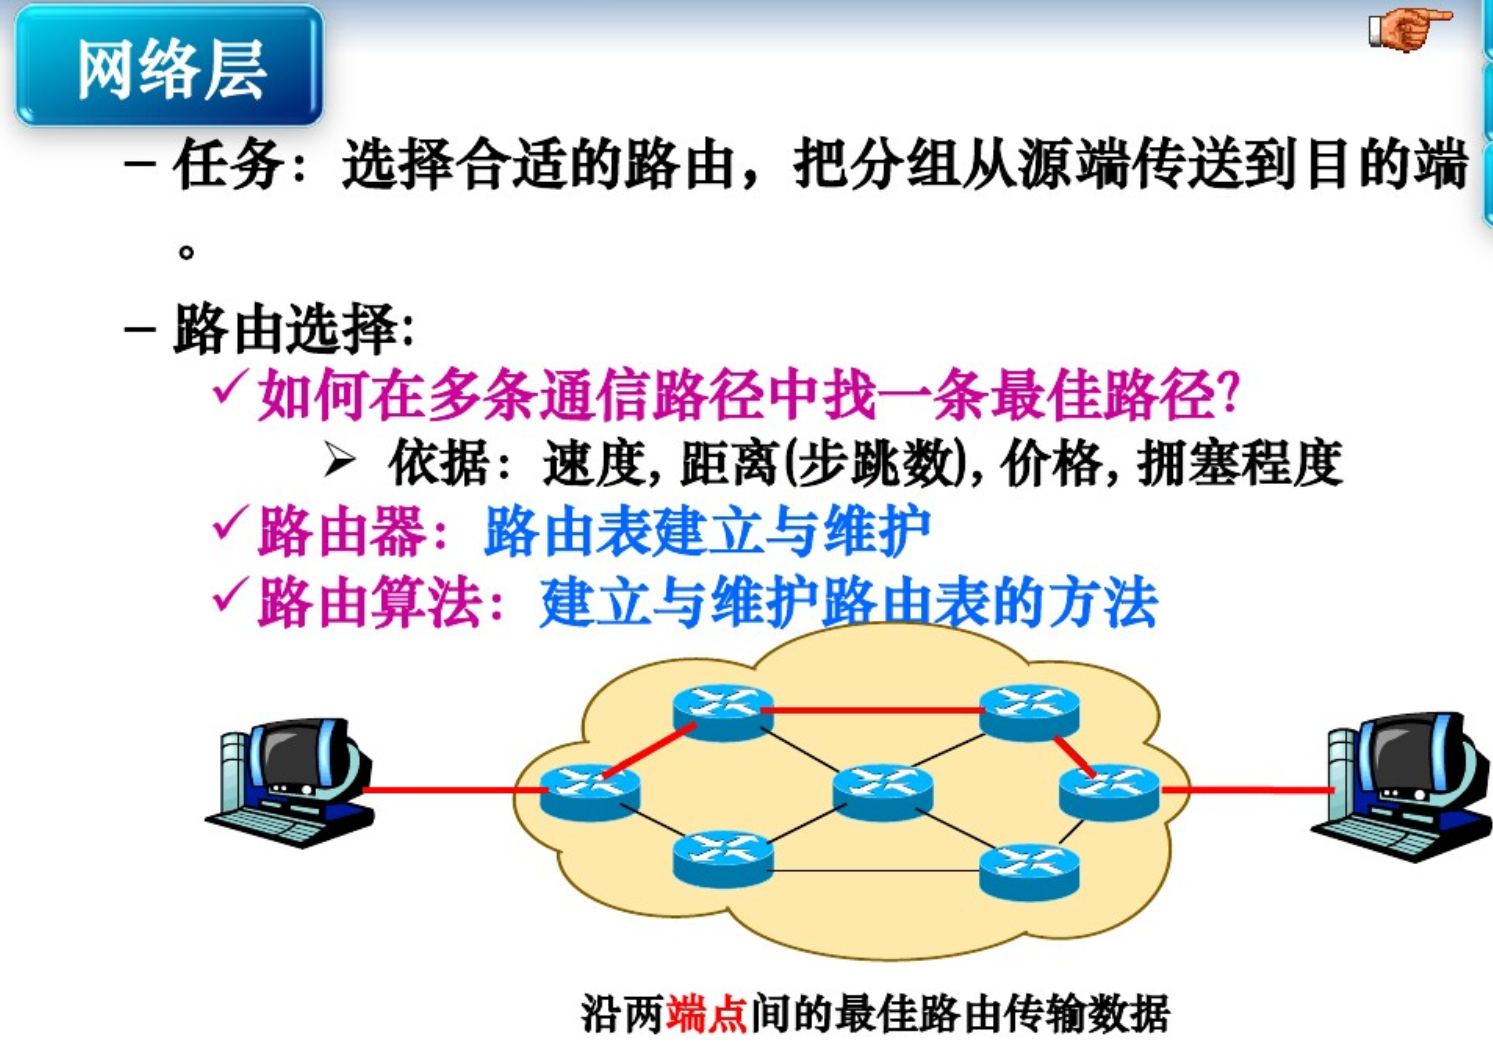 网络层
– 任务：选择合适的路由，把分组从源端传送到目的端
。
– 路由选择:
✓如何在多条通信路径中找一条最佳路径?
➢ 依据：速度, 距离(步跳数), 价格, 拥塞程度
✓路由器：路由表建立与维护
✓路由算法：建立与维护路由表的方法
沿两端点间的最佳路由传输数据